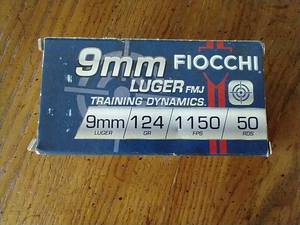 9mm FIOCCHI
LUGER FMJ
TRAINING DYNAMICS.
9mm 124 1150 50
LUGER GR FPS RDS